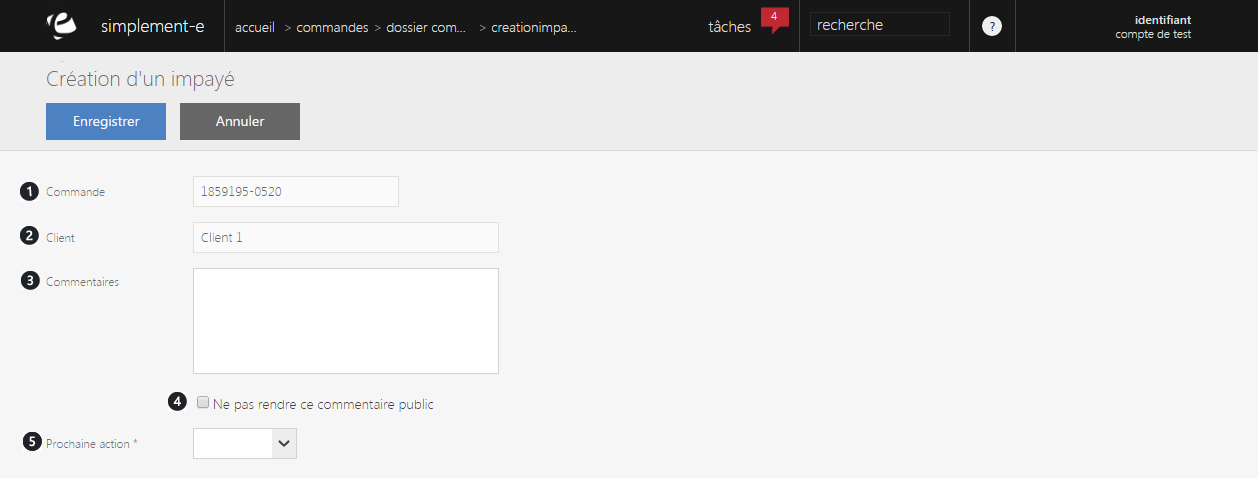 simplement-e
accueil > commandes > dossier com... > creationimpa...
tâches
4
recherche
?
identifiant
compte de test
Création d'un impayé
Enregistrer
Annuler
1 Commande 1859195-0520
2 Client Client 1
3 Commentaires
4 Ne pas rendre ce commentaire public
5 Prochaine action *